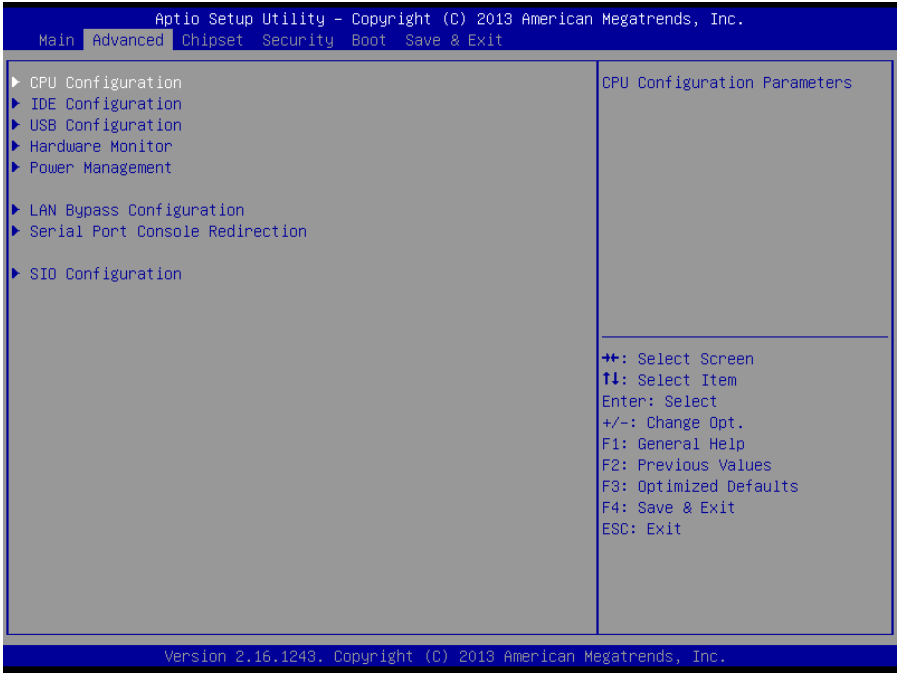 Aptio Setup Utility – Copyright (C) 2013 American Megatrends, Inc.
Main Advanced Chipset Security Boot Save & Exit
▶ CPU Configuration
▶ IDE Configuration
▶ USB Configuration
▶ Hardware Monitor
▶ Power Management
▶ LAN Bypass Configuration
▶ Serial Port Console Redirection
▶ SIO Configuration
CPU Configuration Parameters
→←: Select Screen
↑↓: Select Item
Enter: Select
+/-: Change Opt.
F1: General Help
F2: Previous Values
F3: Optimized Defaults
F4: Save & Exit
ESC: Exit
Version 2.16.1243. Copyright (C) 2013 American Megatrends, Inc.